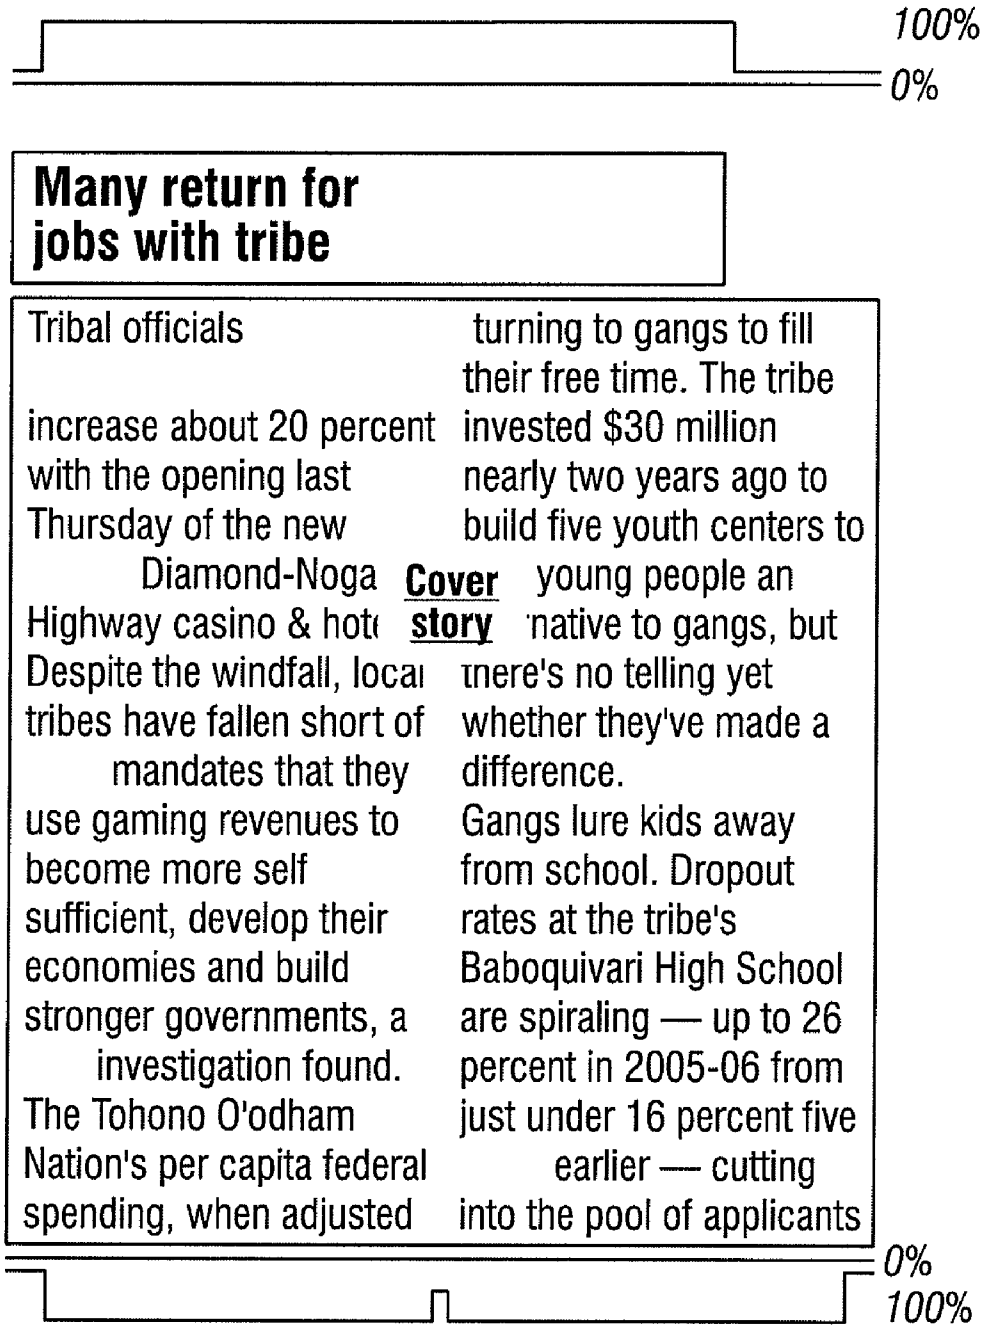 100%
0%
Many return for
jobs with tribe
Tribal officials
increase about 20 percent
with the opening last
Thursday of the new
Diamond-Noga
Highway casino &
Despite the windfall, local
tribes have fallen short of
mandates that they
use gaming revenues to
become more self
sufficient, develop their
economies and build
stronger governments, a
investigation found.
The Tohono O'odham
Nation's per capita federal
spending, when adjusted
Cover
story
turning to gangs to fill
their free time. The tribe
invested $30 million
nearly two years ago to
build five youth centers to
young people an
native to gangs, but
there's no telling yet
whether they've made a
difference.
Gangs lure kids away
from school. Dropout
rates at the tribe's
Baboquivari High School
are spiraling — up to 26
percent in 2005-06 from
just under 16 percent five
earlier — cutting
into the pool of applicants
0%
100%